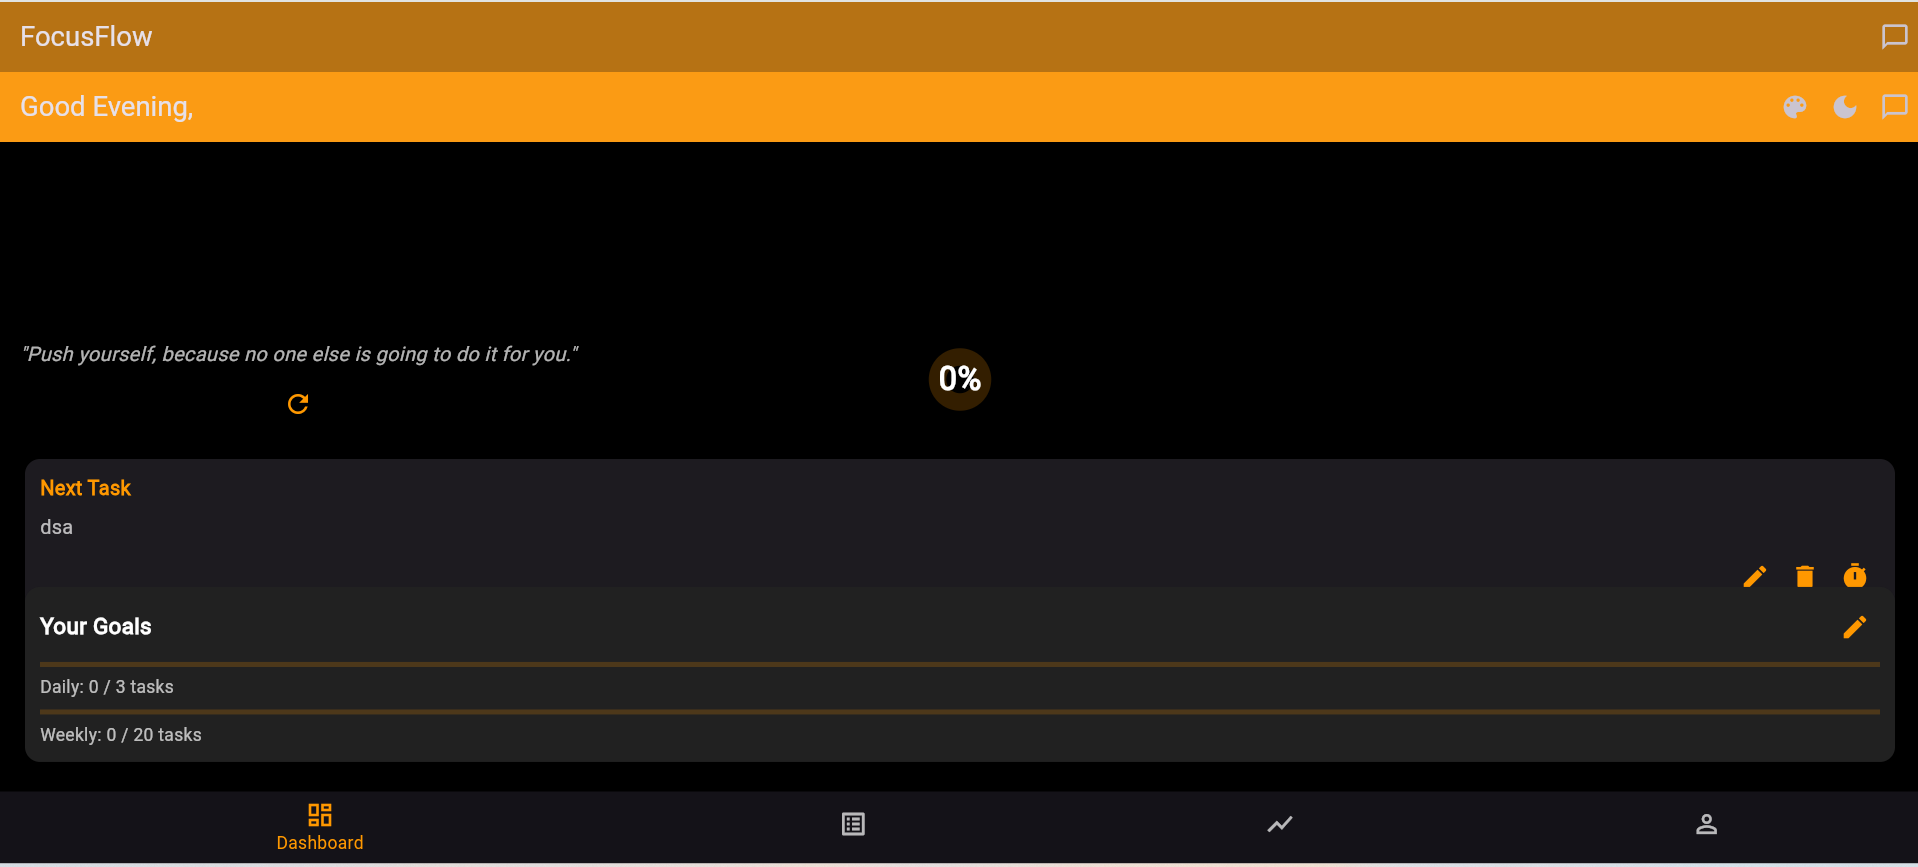 FocusFlow
Good Evening,
"Push yourself, because no one else is going to do it for you."
0%
Next Task
dsa
Your Goals
Daily: 0 / 3 tasks
Weekly: 0 / 20 tasks
Dashboard